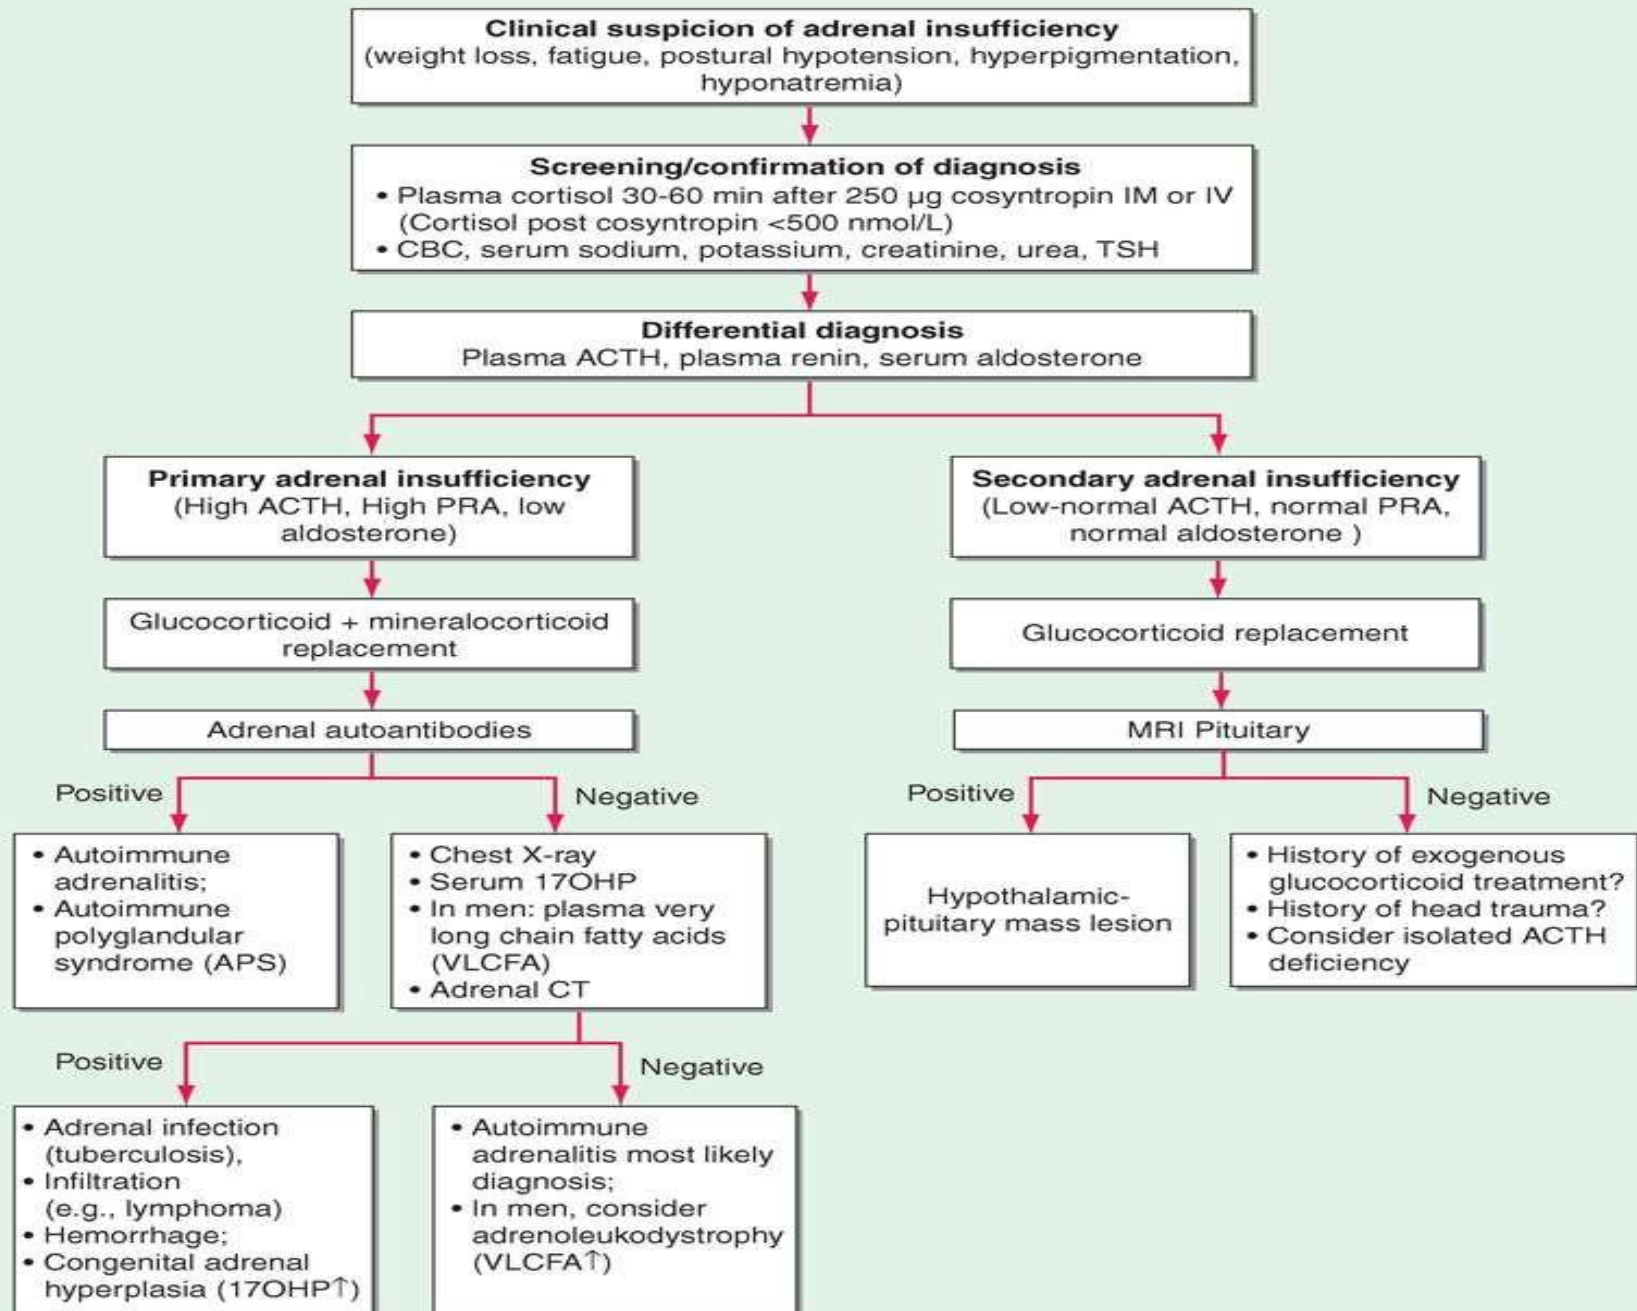 Clinical suspicion of adrenal insufficiency
(weight loss, fatigue, postural hypotension, hyperpigmentation,
hyponatremia)
Screening/confirmation of diagnosis
• Plasma cortisol 30-60 min after 250 μg cosyntropin IM or IV
(Cortisol post cosyntropin <500 nmol/L)
• CBC, serum sodium, potassium, creatinine, urea, TSH
Differential diagnosis
Plasma ACTH, plasma renin, serum aldosterone
Primary adrenal insufficiency
(High ACTH, High PRA, low
aldosterone)
Secondary adrenal insufficiency
(Low-normal ACTH, normal PRA,
normal aldosterone )
Glucocorticoid + mineralocorticoid
replacement
Glucocorticoid replacement
Adrenal autoantibodies
MRI Pituitary
Positive
Negative
Positive
Negative
• Autoimmune
adrenalitis;
• Autoimmune
polyglandular
syndrome (APS)
• Chest X-ray
• Serum 17OHP
• In men: plasma very
long chain fatty acids
(VLCFA)
• Adrenal CT
Hypothalamic-
pituitary mass lesion
• History of exogenous
glucocorticoid treatment?
• History of head trauma?
• Consider isolated ACTH
deficiency
Positive
Negative
• Adrenal infection
(tuberculosis),
• Infiltration
(e.g., lymphoma)
• Hemorrhage;
• Congenital adrenal
hyperplasia (17OHP↑)
• Autoimmune
adrenalitis most likely
diagnosis;
• In men, consider
adrenoleukodystrophy
(VLCFA↑)